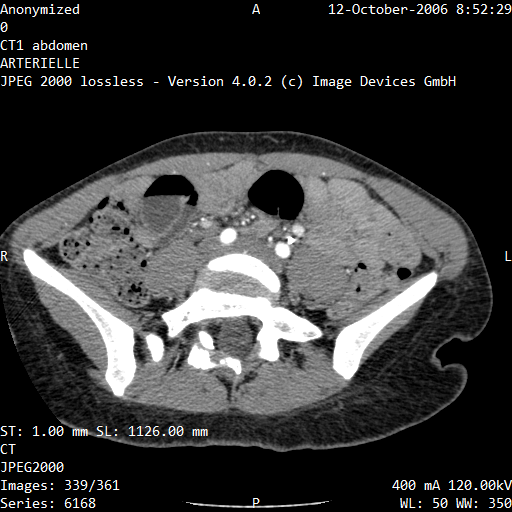 Anonymized A 12-October-2006 8:52:29
0
CT1 abdomen
ARTERIELLE
JPEG 2000 lossless - Version 4.0.2 (c) Image Devices GmbH
R L
ST: 1.00 mm SL: 1126.00 mm
CT
JPEG2000
Images: 339/361 400 mA 120.00kV
Series: 6168 P WL: 50 WW: 350